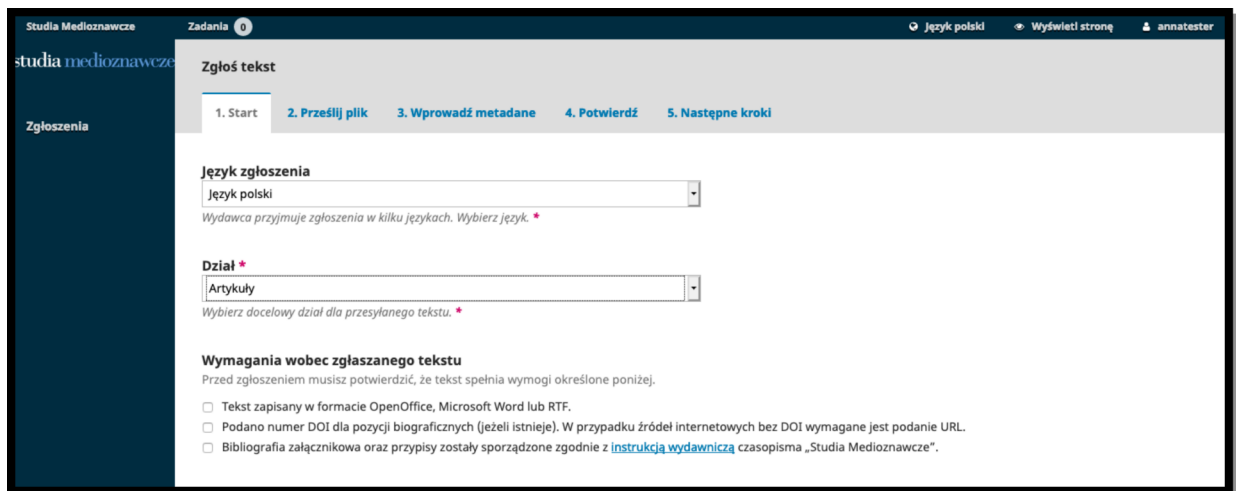 Studia Medioznawcze Zadania 0 Język polski Wyświetl stronę annatester
studia medioznawcze
Zgłoś tekst
1. Start 2. Prześlij plik 3. Wprowadź metadane 4. Potwierdź 5. Następne kroki
Zgłoszenia
Język zgłoszenia
Język polski
Wydawca przyjmuje zgłoszenia w kilku językach. Wybierz język. *
Dział *
Artykuły
Wybierz docelowy dział dla przesyłanego tekstu. *
Wymagania wobec zgłaszanego tekstu
Przed zgłoszeniem musisz potwierdzić, że tekst spełnia wymogi określone poniżej.
Tekst zapisany w formacie OpenOffice, Microsoft Word lub RTF.
Podano numer DOI dla pozycji biograficznych (jeżeli istnieje). W przypadku źródeł internetowych bez DOI wymagane jest podanie URL.
Bibliografia załącznikowa oraz przypisy zostały sporządzone zgodnie z instrukcją wydawniczą czasopisma „Studia Medioznawcze”.